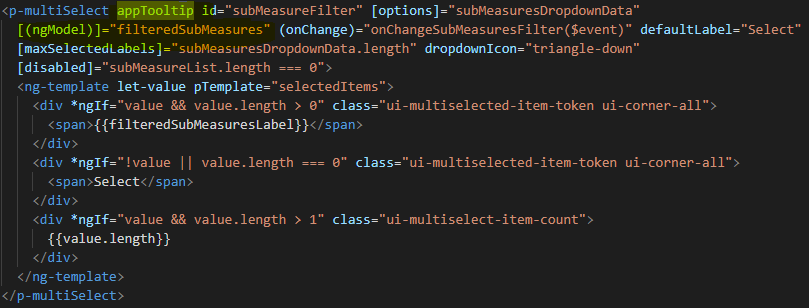 <p-multiSelect appTooltip id="subMeasureFilter" [options]="subMeasuresDropdownData"
[(ngModel)]="filteredSubMeasures" (onChange)="onChangeSubMeasuresFilter($event)" defaultLabel="Select"
[maxSelectedLabels]="subMeasuresDropdownData.length" dropdownIcon="triangle-down"
[disabled]="subMeasureList.length === 0">
<ng-template let-value pTemplate="selectedItems">
<div *ngIf="value && value.length > 0" class="ui-multiselected-item-token ui-corner-all">
<span>{{filteredSubMeasuresLabel}}</span>
</div>
<div *ngIf="!value || value.length === 0" class="ui-multiselected-item-token ui-corner-all">
<span>Select</span>
</div>
<div *ngIf="value && value.length > 1" class="ui-multiselect-item-count">
{{value.length}}
</div>
</ng-template>
</p-multiSelect>